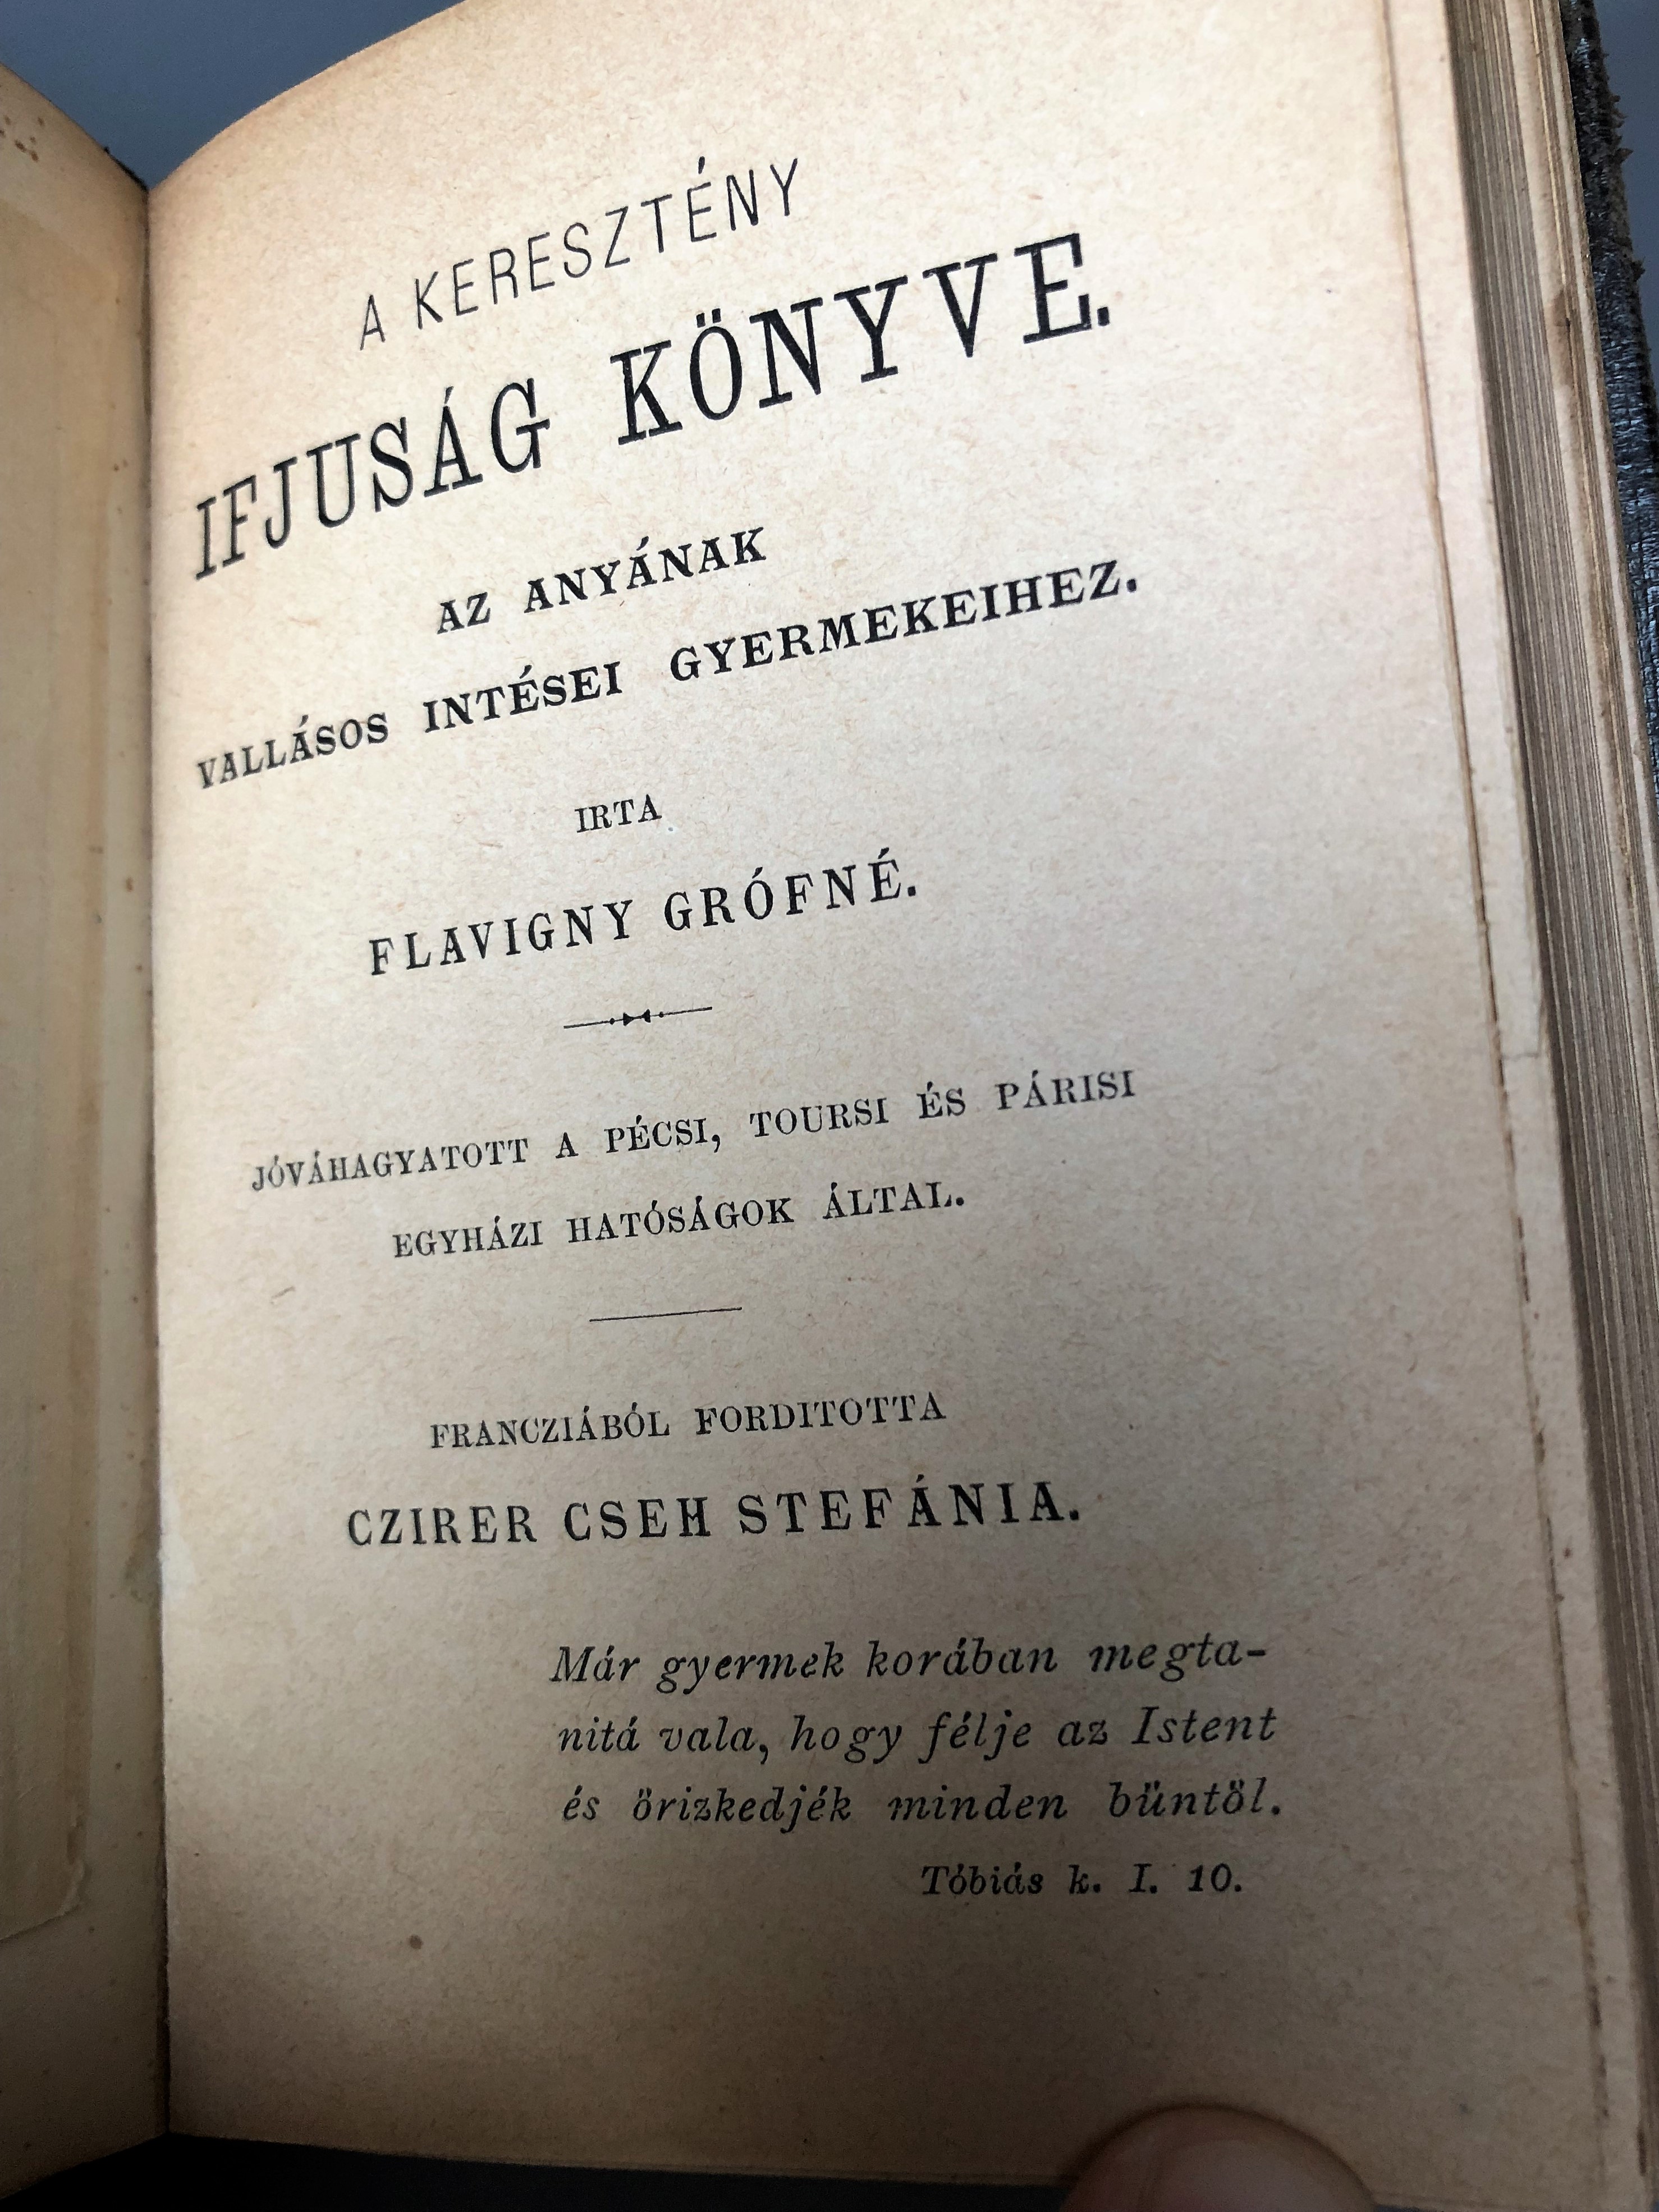 A KERESZTÉNY
IFJUSÁG KÖNYVE.
AZ ANYÁNAK
VALLÁSOS INTÉSEI GYERMEKEIHEZ.
IRTA
FLAVIGNY GRÓFNÉ.
JÓVÁHAGYATOTT A PÉCSI, TOURSI ÉS PÁRISI
EGYHÁZI HATÓSÁGOK ÁLTAL.
FRANCZIÁBÓL FORDITOTTA
CZIRER CSEH STEFÁNIA.
Már gyermek korában megta-
nitá vala, hogy félje az Istent
és örizkedjék minden büntöl.
Tóbiás k. I. 10.